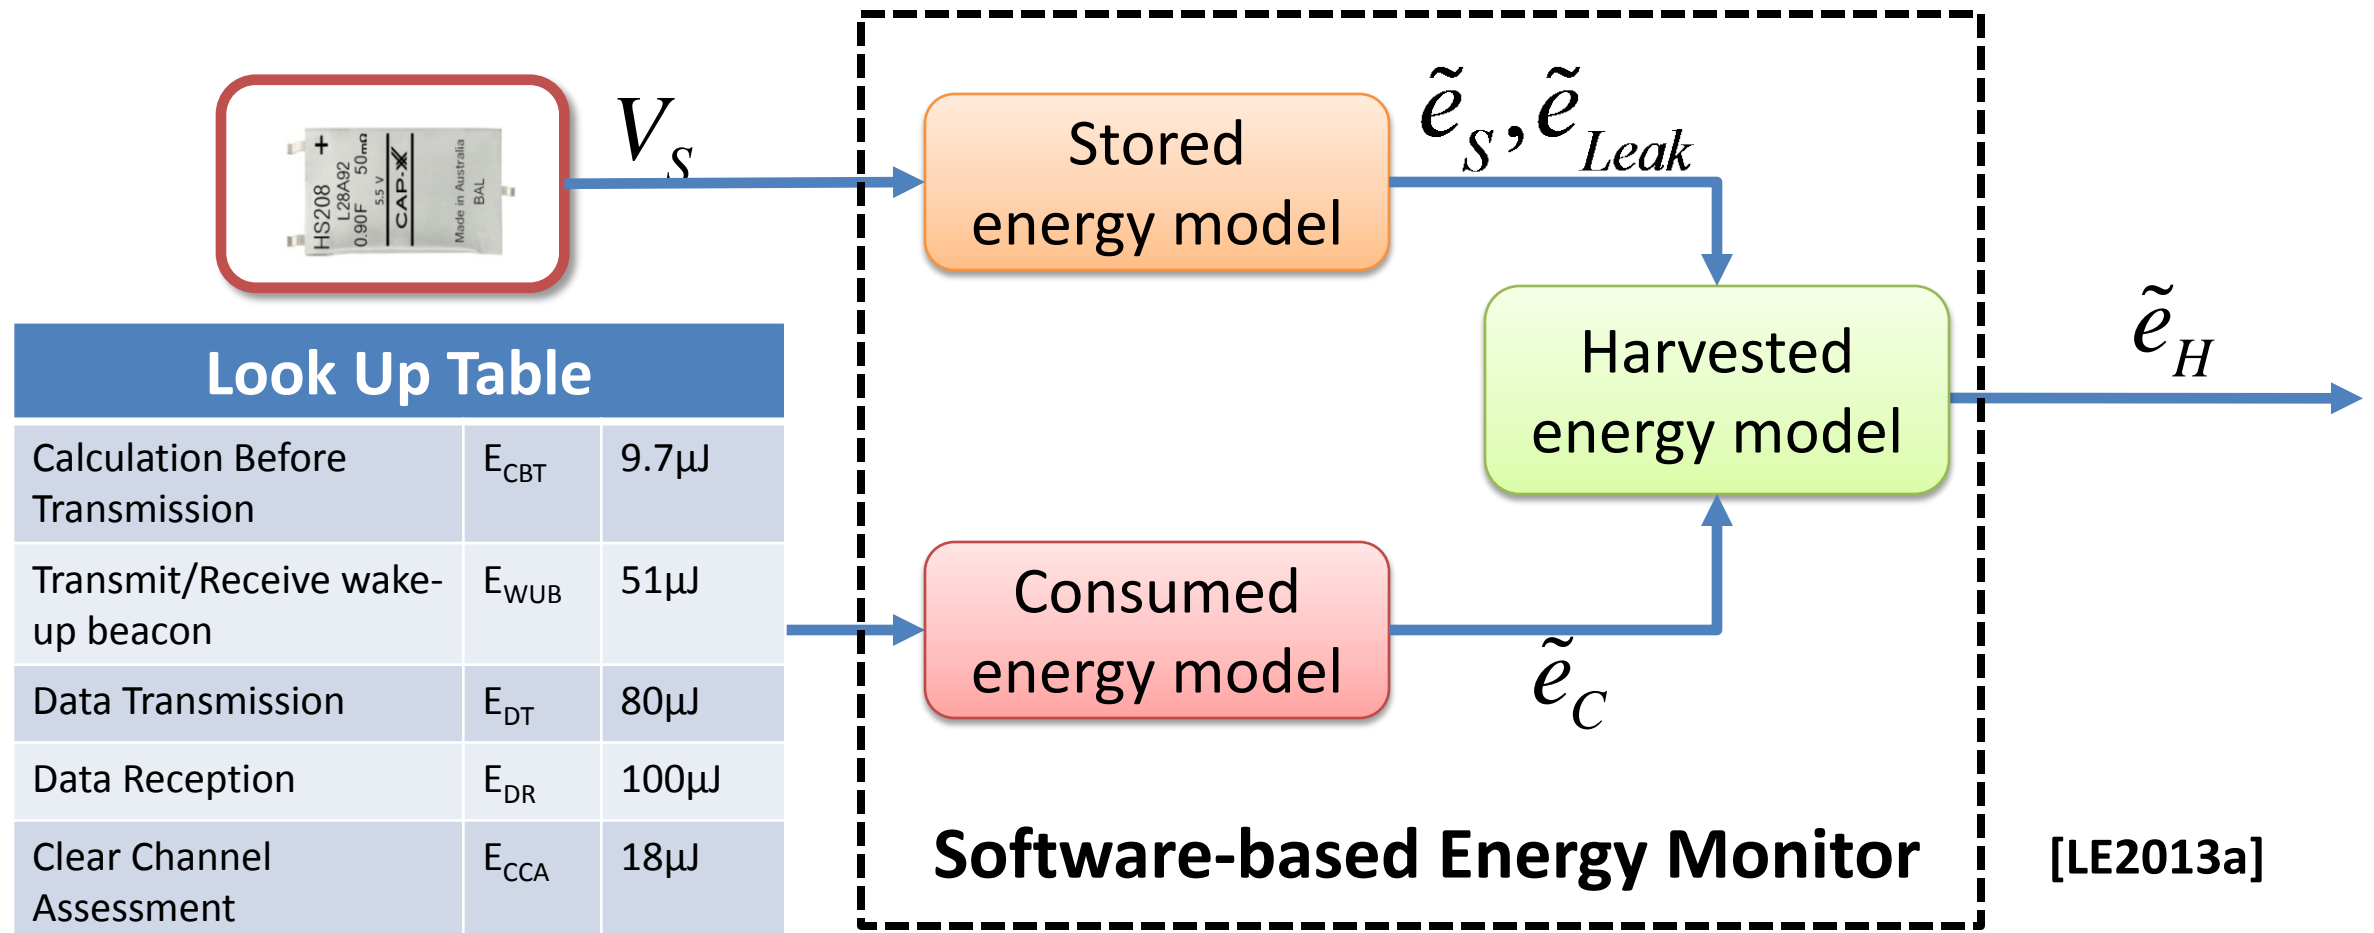 HS208
L28A92
0.90F 50mΩ
5.5 V
CAP-XX
Made in Australia
BAL
+
V_S
Stored
energy model
ẽ_S, ẽ_Leak
Harvested
energy model
ẽ_H
Consumed
energy model
ẽ_C
Software-based Energy Monitor
[LE2013a]
Look Up Table
Calculation Before
Transmission
E_CBT
9.7µJ
Transmit/Receive wake-
up beacon
E_WUB
51µJ
Data Transmission
E_DT
80µJ
Data Reception
E_DR
100µJ
Clear Channel
Assessment
E_CCA
18µJ